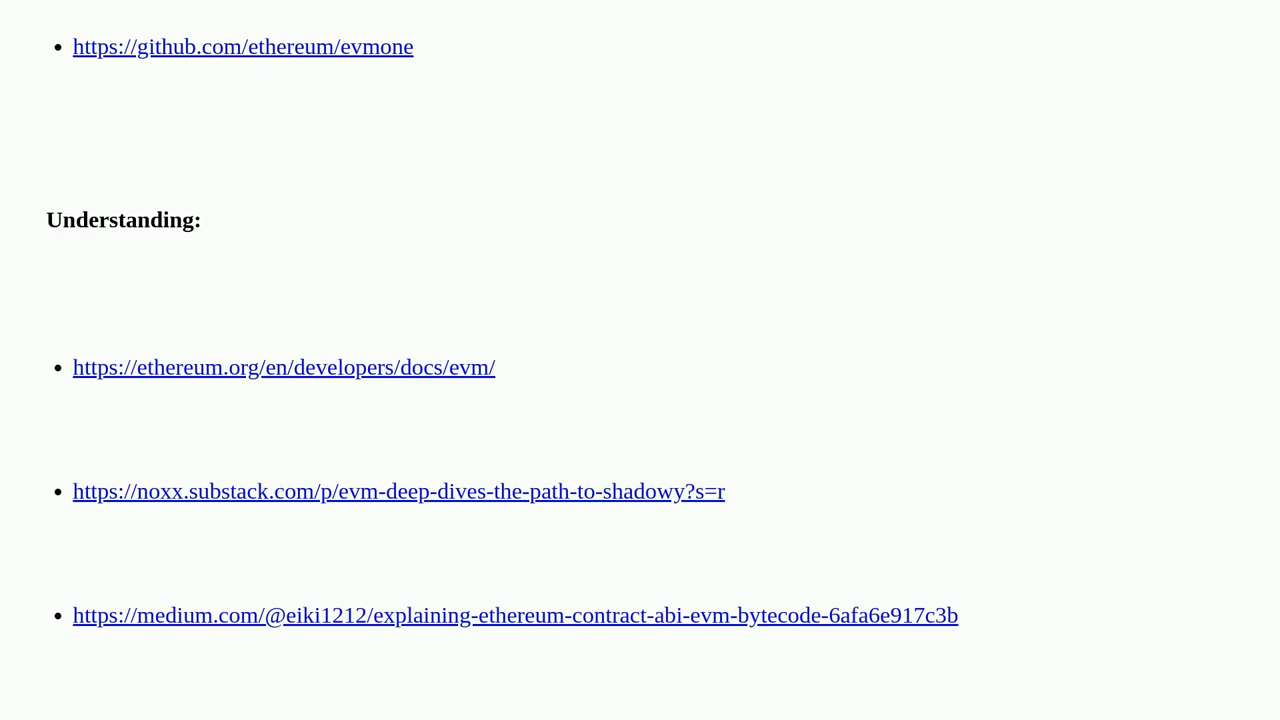 https://github.com/ethereum/evmone
Understanding:
https://ethereum.org/en/developers/docs/evm/
https://noxx.substack.com/p/evm-deep-dives-the-path-to-shadowy?s=r
https://medium.com/@eiki1212/explaining-ethereum-contract-abi-evm-bytecode-6afa6e917c3b